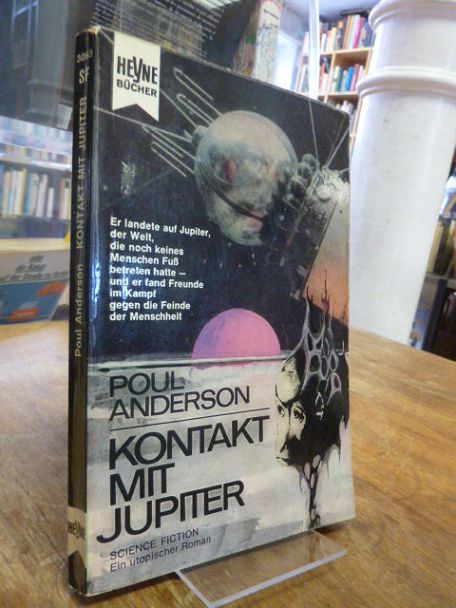 HEYNE
BÜCHER
Er landete auf Jupiter,
der Welt,
die noch keines
Menschen Fuß
betreten hatte –
und er fand Freunde
im Kampf
gegen die Feinde
der Menschheit
POUL
ANDERSON
KONTAKT
MIT
JUPITER
SCIENCE FICTION
Ein utopischer Roman
SF
Poul Anderson KONTAKT MIT JUPITER
HEYNE